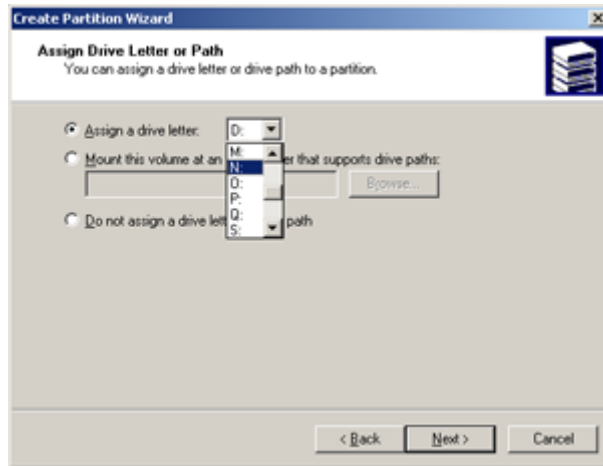 Create Partition Wizard
Assign Drive Letter or Path
You can assign a drive letter or drive path to a partition.
Assign a drive letter: D:
M:
Mount this volume at an er that supports drive paths:
N:
O:
Browse...
P:
Q:
Do not assign a drive lett path
S:
< Back Next > Cancel